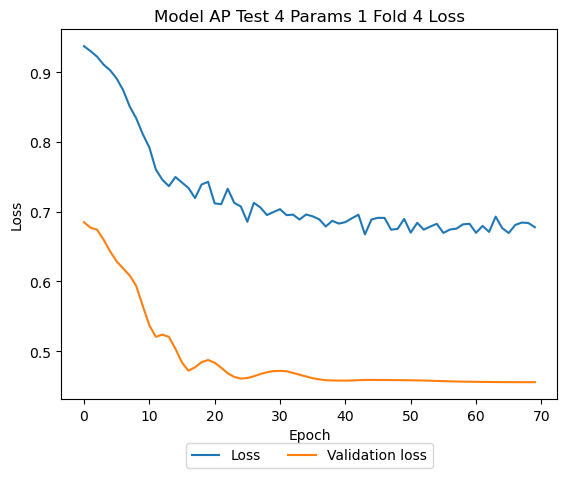 Model AP Test 4 Params 1 Fold 4 Loss
Loss
0.9
0.8
0.7
0.6
0.5
0 10 20 30 40 50 60 70
Epoch
Loss Validation loss